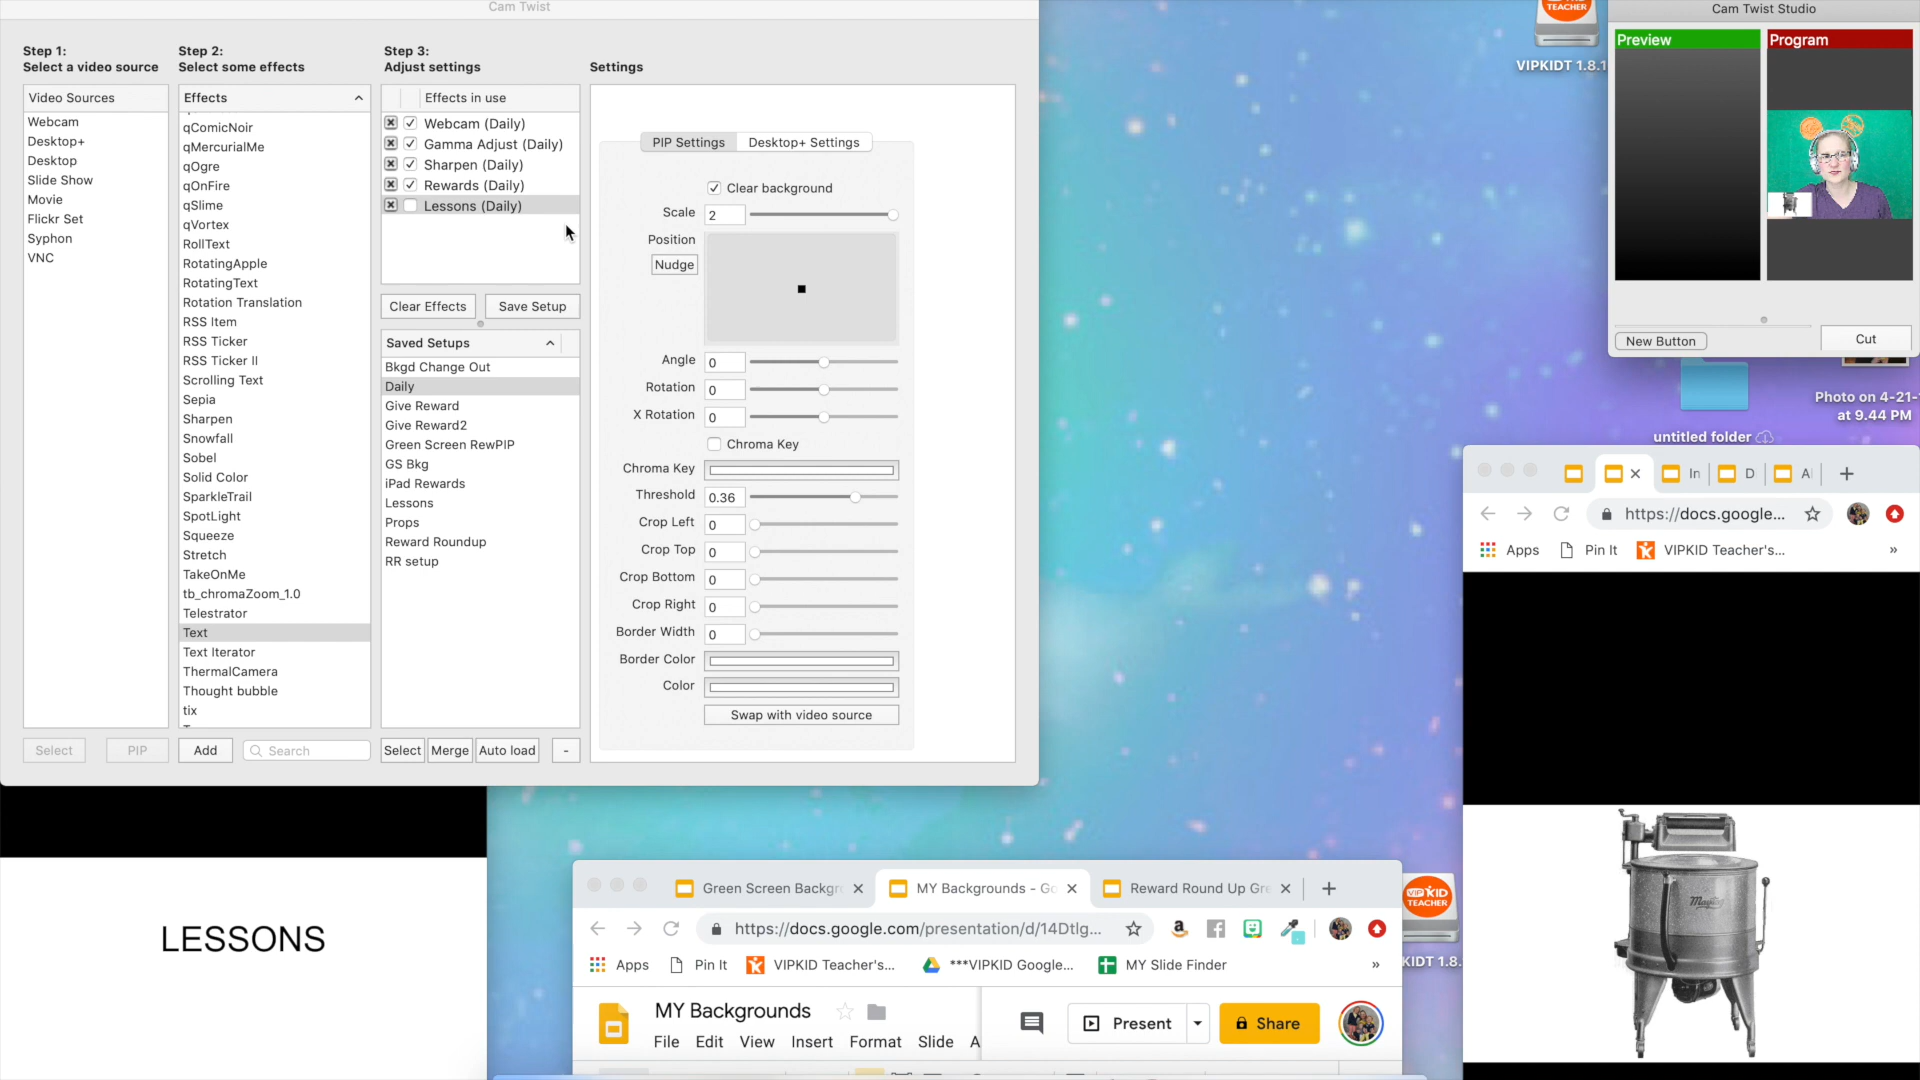 Cam Twist
Step 1:
Select a video source
Step 2:
Select some effects
Step 3:
Adjust settings
Settings
Video Sources
Webcam
Desktop+
Desktop
Slide Show
Movie
Flickr Set
Syphon
VNC
Select
PIP
Effects
qComicNoir
qMercurialMe
qOgre
qOnFire
qSlime
qVortex
RollText
RotatingApple
RotatingText
Rotation Translation
RSS Item
RSS Ticker
RSS Ticker II
Scrolling Text
Sepia
Sharpen
Snowfall
Sobel
Solid Color
SparkleTrail
SpotLight
Squeeze
Stretch
TakeOnMe
tb_chromaZoom_1.0
Telestrator
Text
Text Iterator
ThermalCamera
Thought bubble
tix
Add
Search
Effects in use
Webcam (Daily)
Gamma Adjust (Daily)
Sharpen (Daily)
Rewards (Daily)
Lessons (Daily)
Clear Effects
Save Setup
Saved Setups
Bkgd Change Out
Daily
Give Reward
Give Reward2
Green Screen RewPIP
GS Bkg
iPad Rewards
Lessons
Props
Reward Roundup
RR setup
Select
Merge
Auto load
-
PIP Settings
Desktop+ Settings
Clear background
Scale 2
Position
Nudge
Angle 0
Rotation 0
X Rotation 0
Chroma Key
Chroma Key
Threshold 0.36
Crop Left 0
Crop Top 0
Crop Bottom 0
Crop Right 0
Border Width 0
Border Color
Color
Swap with video source
TEACHER
VIPKIDT 1.8.1
Cam Twist Studio
Preview
Program
New Button
Cut
Photo on 4-21-
at 9.44 PM
untitled folder
In
D
A
https://docs.google...
Apps
Pin It
VIPKID Teacher's...
»
Maytag
LESSONS
Green Screen Backgr
MY Backgrounds - Go
Reward Round Up Gre
https://docs.google.com/presentation/d/14Dtlg...
Apps
Pin It
VIPKID Teacher's...
***VIPKID Google...
MY Slide Finder
»
MY Backgrounds
File Edit View Insert Format Slide A
Present
Share
VIPKID
TEACHER
KIDT 1.8.